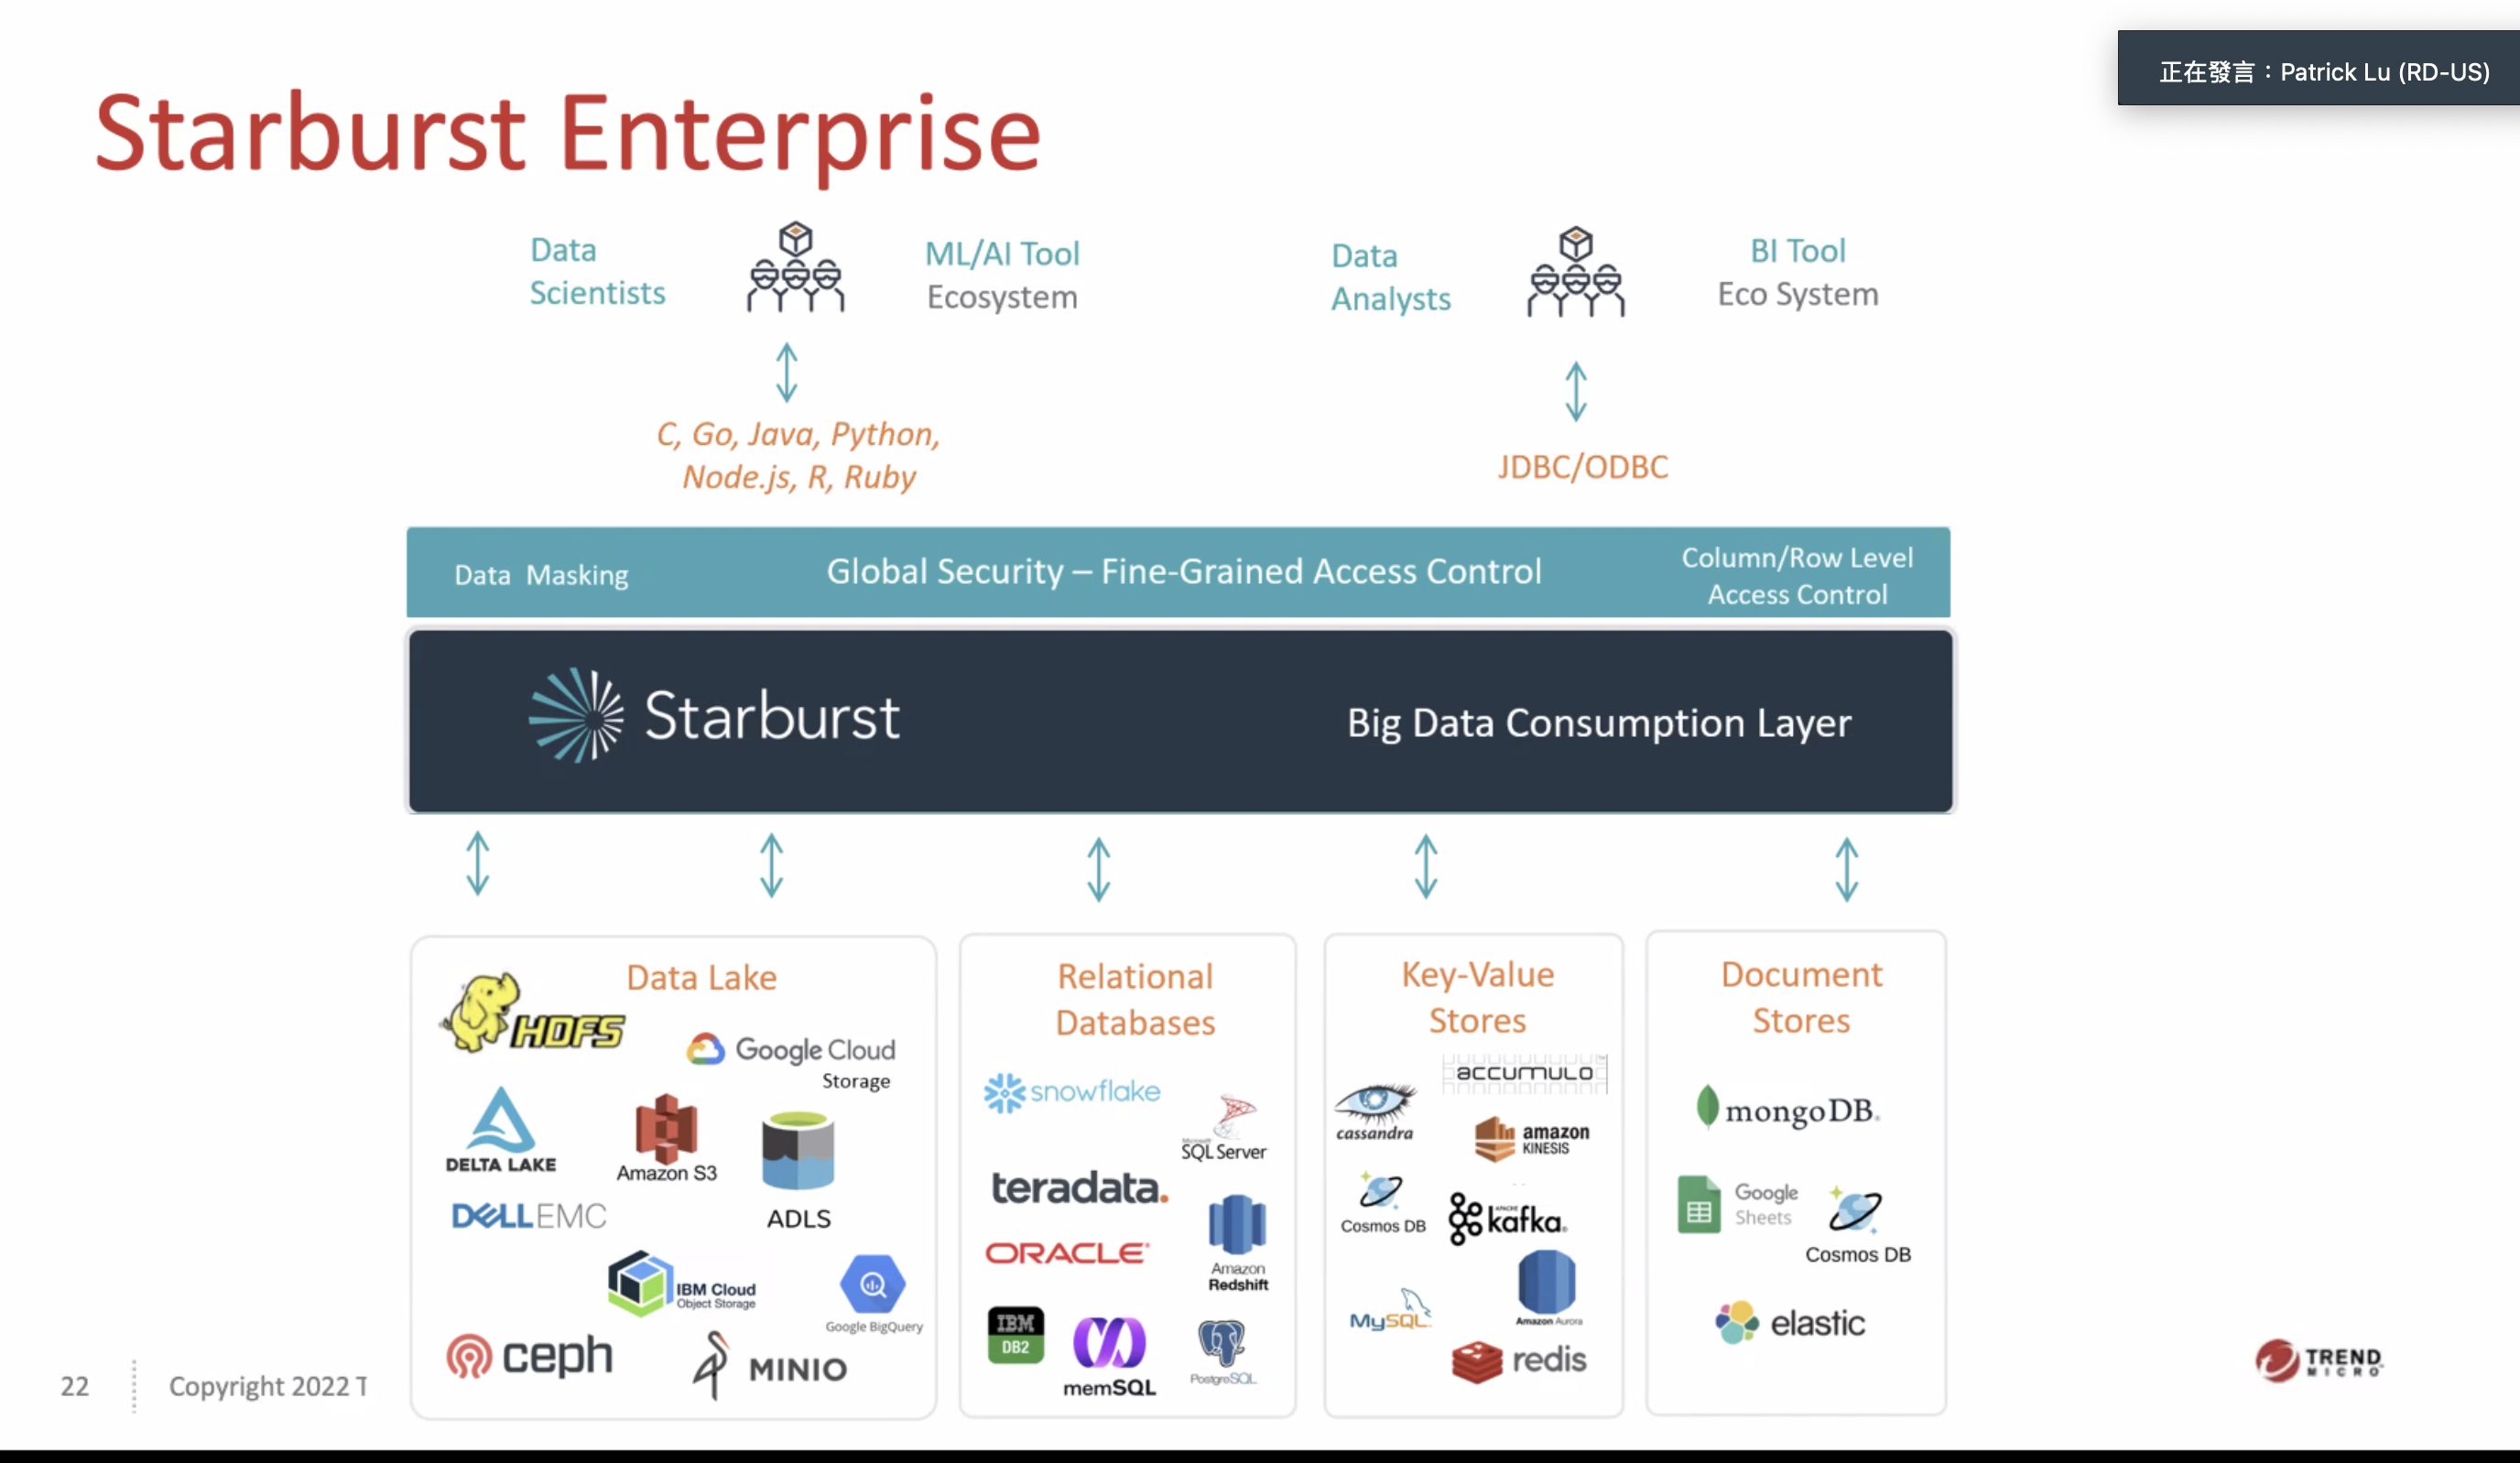 正在發言：Patrick Lu (RD-US)
Starburst Enterprise
Data
Scientists
ML/AI Tool
Ecosystem
Data
Analysts
BI Tool
Eco System
C, Go, Java, Python,
Node.js, R, Ruby
JDBC/ODBC
Data Masking
Global Security – Fine-Grained Access Control
Column/Row Level
Access Control
Starburst
Big Data Consumption Layer
Data Lake
HDFS
Google Cloud
Storage
DELTA LAKE
Amazon S3
ADLS
DELLEMC
IBM Cloud
Object Storage
Google BigQuery
ceph
MINIO
Relational
Databases
snowflake
Microsoft
SQL Server
teradata.
ORACLE
Amazon
Redshift
IBM
DB2
memSQL
PostgreSQL
Key-Value
Stores
accumulo
cassandra
amazon
KINESIS
Cosmos DB
APACHE
kafka
MySQL
Amazon Aurora
redis
Document
Stores
mongoDB
Google
Sheets
Cosmos DB
elastic
22
Copyright 2022 T
TREND
MICRO